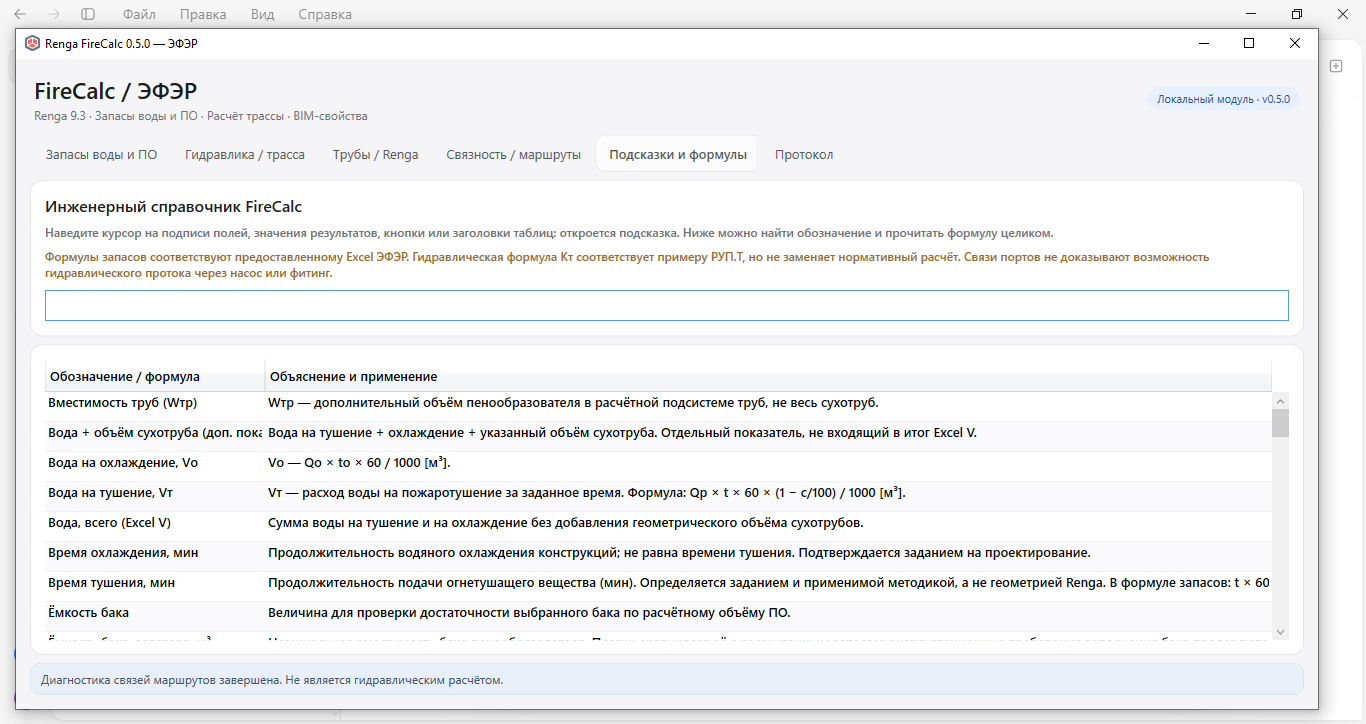 Файл Правка Вид Справка
Renga FireCalc 0.5.0 — ЭФЭР
FireCalc / ЭФЭР
Renga 9.3 · Запасы воды и ПО · Расчёт трассы · BIM-свойства
Локальный модуль · v0.5.0
Запасы воды и ПО Гидравлика / трасса Трубы / Renga Связность / маршруты Подсказки и формулы Протокол
Инженерный справочник FireCalc
Наведите курсор на подписи полей, значения результатов, кнопки или заголовки таблиц: откроется подсказка. Ниже можно найти обозначение и прочитать формулу целиком.
Формулы запасов соответствуют предоставленному Excel ЭФЭР. Гидравлическая формула Кт соответствует примеру РУП.Т, но не заменяет нормативный расчёт. Связи портов не доказывают возможность
гидравлического протока через насос или фитинг.
Обозначение / формула Объяснение и применение
Вместимость труб (Wтр) Wтр — дополнительный объём пенообразователя в расчётной подсистеме труб, не весь сухотруб.
Вода + объём сухотруба (доп. пока Вода на тушение + охлаждение + указанный объём сухотруба. Отдельный показатель, не входящий в итог Excel V.
Вода на охлаждение, Vо Vо — Qо × tо × 60 / 1000 [м³].
Вода на тушение, Vт Vт — расход воды на пожаротушение за заданное время. Формула: Qр × t × 60 × (1 − c/100) / 1000 [м³].
Вода, всего (Excel V) Сумма воды на тушение и на охлаждение без добавления геометрического объёма сухотрубов.
Время охлаждения, мин Продолжительность водяного охлаждения конструкций; не равна времени тушения. Подтверждается заданием на проектирование.
Время тушения, мин Продолжительность подачи огнетушащего вещества (мин). Определяется заданием и применимой методикой, а не геометрией Renga. В формуле запасов: t × 60
Ёмкость бака Величина для проверки достаточности выбранного бака по расчётному объёму ПО.
Диагностика связей маршрутов завершена. Не является гидравлическим расчётом.